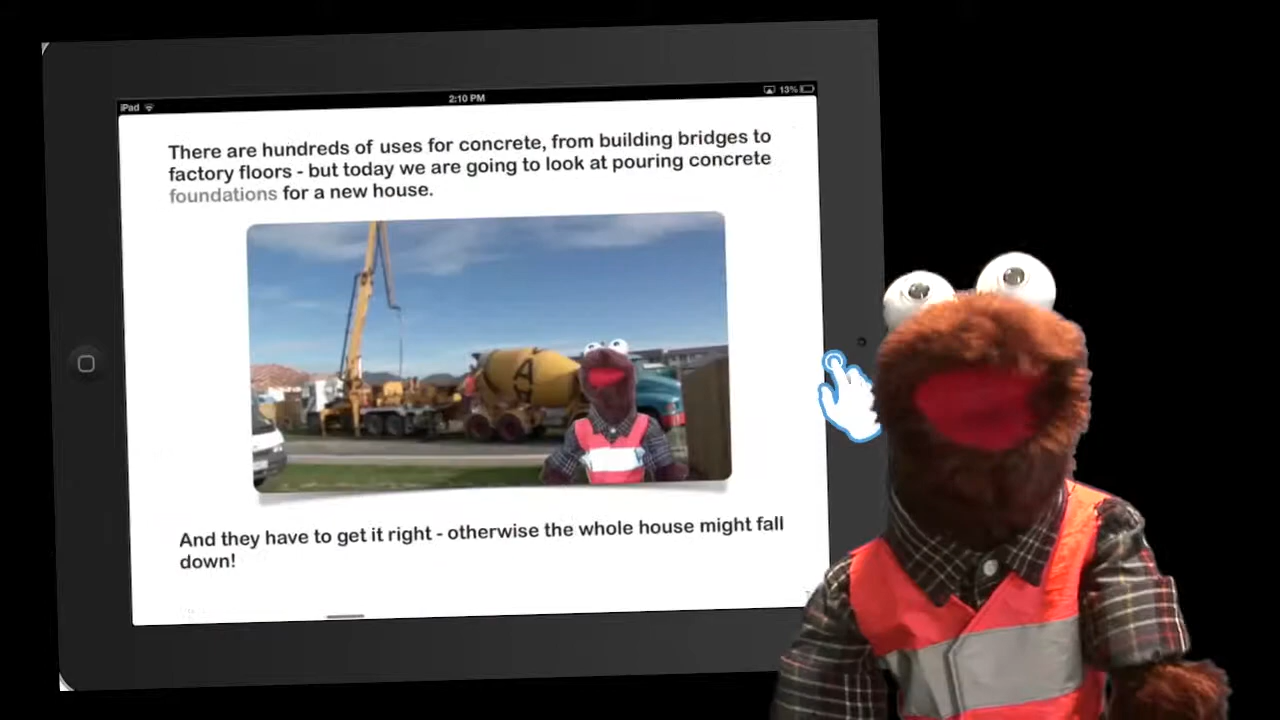 iPad
2:10 PM
13%
There are hundreds of uses for concrete, from building bridges to
factory floors - but today we are going to look at pouring concrete
foundations for a new house.
And they have to get it right - otherwise the whole house might fall
down!